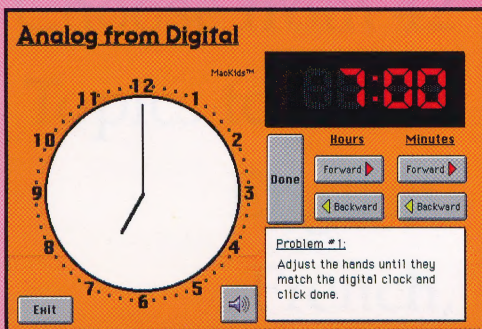 Analog from Digital
MacKids™
7:00
12
1
2
3
4
5
6
7
8
9
10
11
Hours Minutes
Done
Forward Forward
Backward Backward
Problem #1:
Adjust the hands until they
match the digital clock and
click done.
Exit